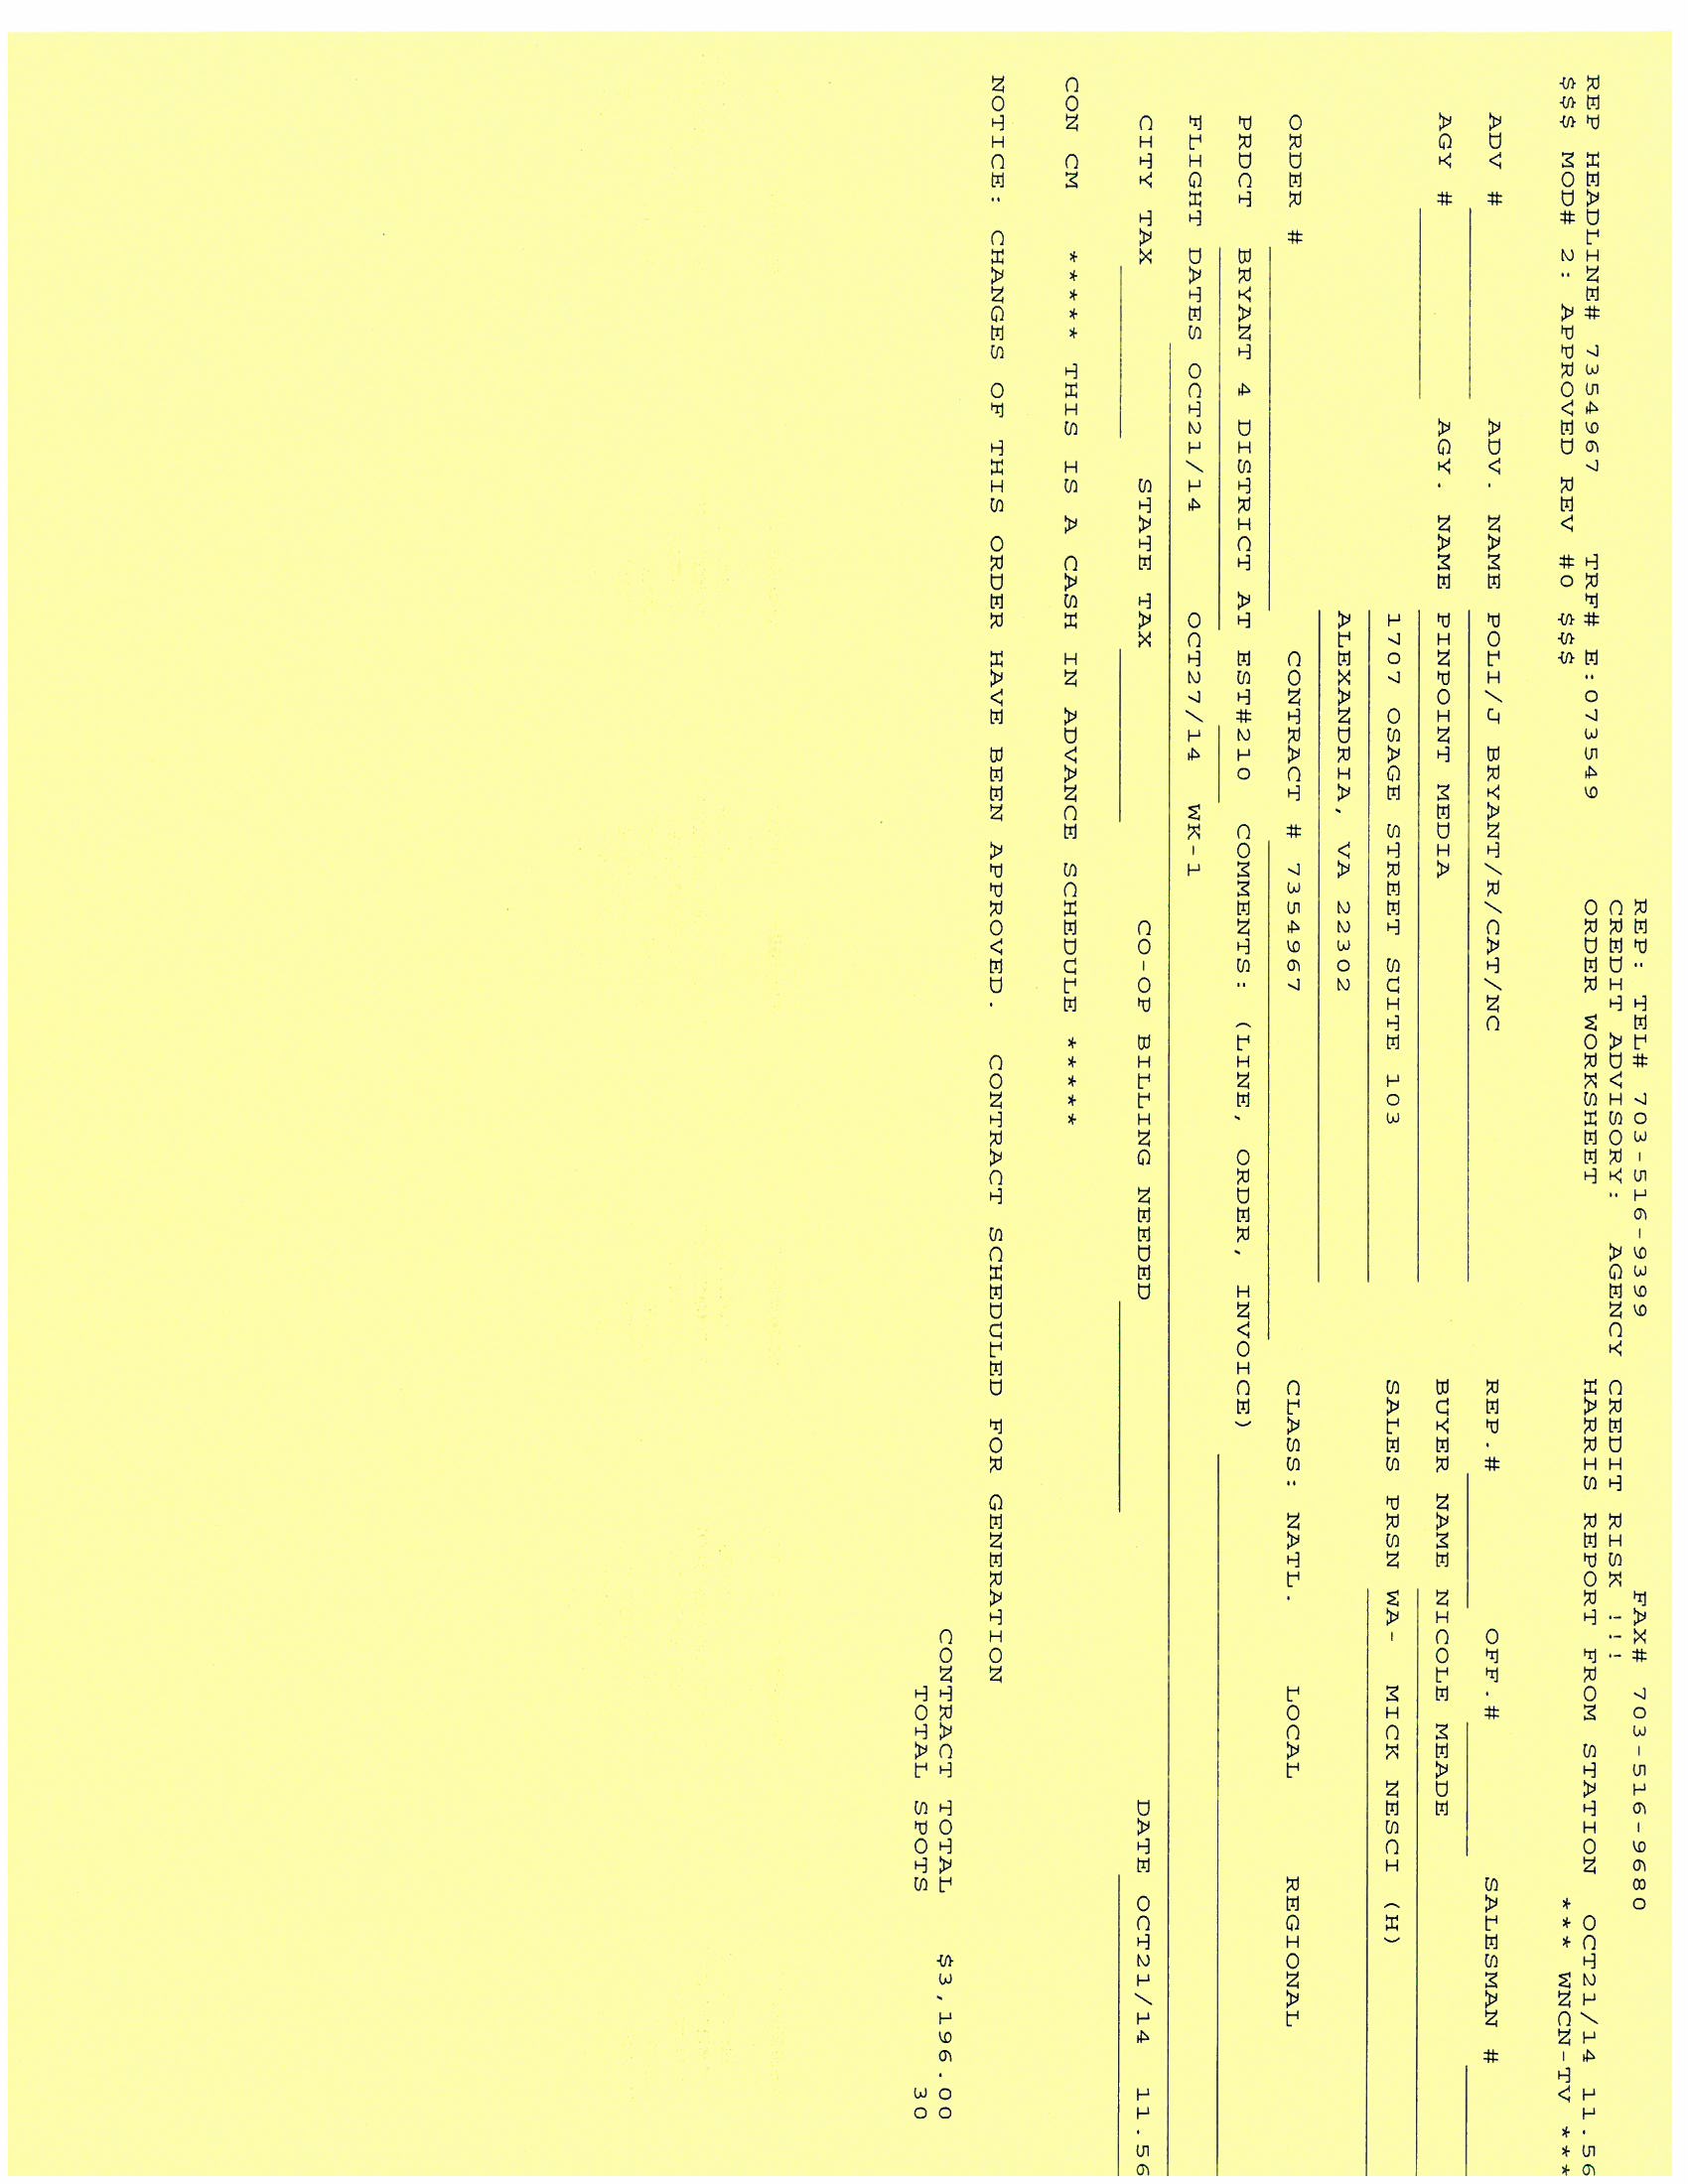 REP: TEL# 703-516-9399 FAX# 703-516-9680
CREDIT ADVISORY: AGENCY CREDIT RISK !!!
REP HEADLINE# 7354967 TRF# E:073549 ORDER WORKSHEET HARRIS REPORT FROM STATION OCT21/14 11.56
$$$ MOD# 2: APPROVED REV #0 $$$ *** WNCN-TV ***
ADV # ADV. NAME POLI/J BRYANT/R/CAT/NC REP.# OFF.# SALESMAN #
AGY # AGY. NAME PINPOINT MEDIA BUYER NAME NICOLE MEADE
1707 OSAGE STREET SUITE 103 SALES PRSN WA- MICK NESCI (H)
ALEXANDRIA, VA 22302
ORDER # CONTRACT # 7354967 CLASS: NATL. LOCAL REGIONAL
PRDCT BRYANT 4 DISTRICT AT EST#210 COMMENTS: (LINE, ORDER, INVOICE)
FLIGHT DATES OCT21/14 OCT27/14 WK-1
CITY TAX STATE TAX CO-OP BILLING NEEDED DATE OCT21/14 11.56
CON CM ***** THIS IS A CASH IN ADVANCE SCHEDULE *****
NOTICE: CHANGES OF THIS ORDER HAVE BEEN APPROVED. CONTRACT SCHEDULED FOR GENERATION
CONTRACT TOTAL $3,196.00
TOTAL SPOTS 30